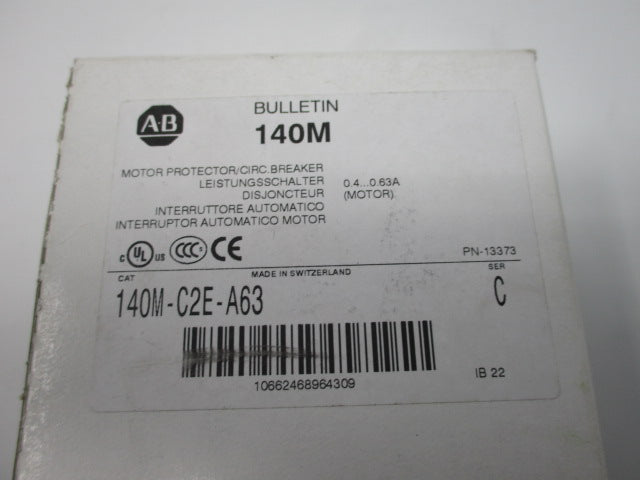 A-B
BULLETIN
140M
MOTOR PROTECTOR/CIRC.BREAKER
LEISTUNGSSCHALTER
DISJONCTEUR
INTERRUTTORE AUTOMATICO
INTERRUPTOR AUTOMATICO MOTOR
0.4...0.63A
(MOTOR)
C UL US CCC S CE
PN-13373
CAT
MADE IN SWITZERLAND
SER
140M-C2E-A63
C
10662468964309
IB 22